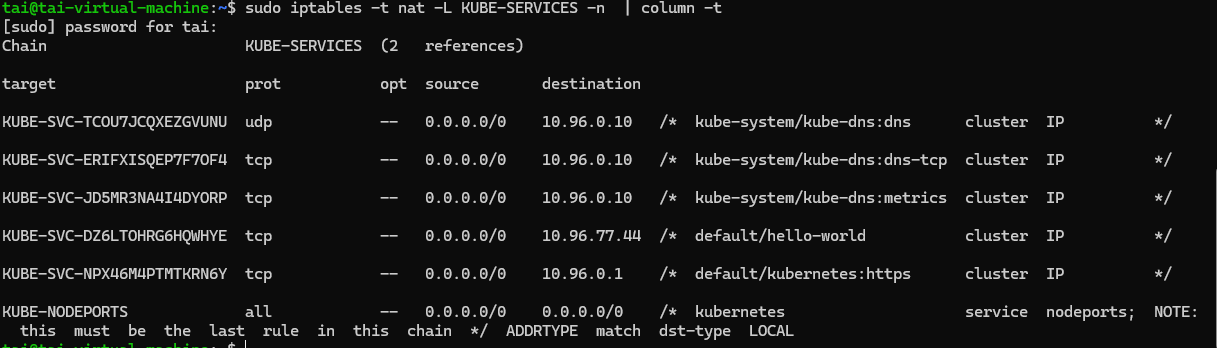 tai@tai-virtual-machine:~$ sudo iptables -t nat -L KUBE-SERVICES -n  | column -t
[sudo] password for tai:
Chain                      KUBE-SERVICES  (2   references)
target                     prot           opt  source       destination
KUBE-SVC-TCOU7JCQXEZGVUNU  udp            --   0.0.0.0/0    10.96.0.10   /*  kube-system/kube-dns:dns      cluster  IP          */
KUBE-SVC-ERIFXISQEP7F7OF4  tcp            --   0.0.0.0/0    10.96.0.10   /*  kube-system/kube-dns:dns-tcp  cluster  IP          */
KUBE-SVC-JD5MR3NA4I4DYORP  tcp            --   0.0.0.0/0    10.96.0.10   /*  kube-system/kube-dns:metrics  cluster  IP          */
KUBE-SVC-DZ6LTOHRG6HQWHYE  tcp            --   0.0.0.0/0    10.96.77.44  /*  default/hello-world           cluster  IP          */
KUBE-SVC-NPX46M4PTMTKRN6Y  tcp            --   0.0.0.0/0    10.96.0.1    /*  default/kubernetes:https      cluster  IP          */
KUBE-NODEPORTS             all            --   0.0.0.0/0    0.0.0.0/0    /*  kubernetes                    service  nodeports;  NOTE:
  this  must  be  the  last  rule  in  this  chain  */  ADDRTYPE  match  dst-type  LOCAL
tai@tai-virtual-machine:~$